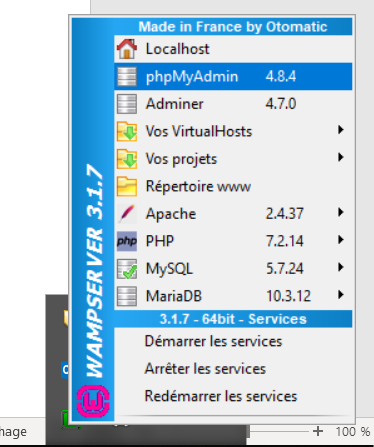 Made in France by Otomatic
Localhost
phpMyAdmin 4.8.4
Adminer 4.7.0
Vos VirtualHosts
Vos projets
Répertoire www
Apache 2.4.37
php PHP 7.2.14
MySQL 5.7.24
MariaDB 10.3.12
3.1.7 - 64bit - Services
Démarrer les services
Arrêter les services
Redémarrer les services
WAMPSERVER 3.1.7
hage
100 %